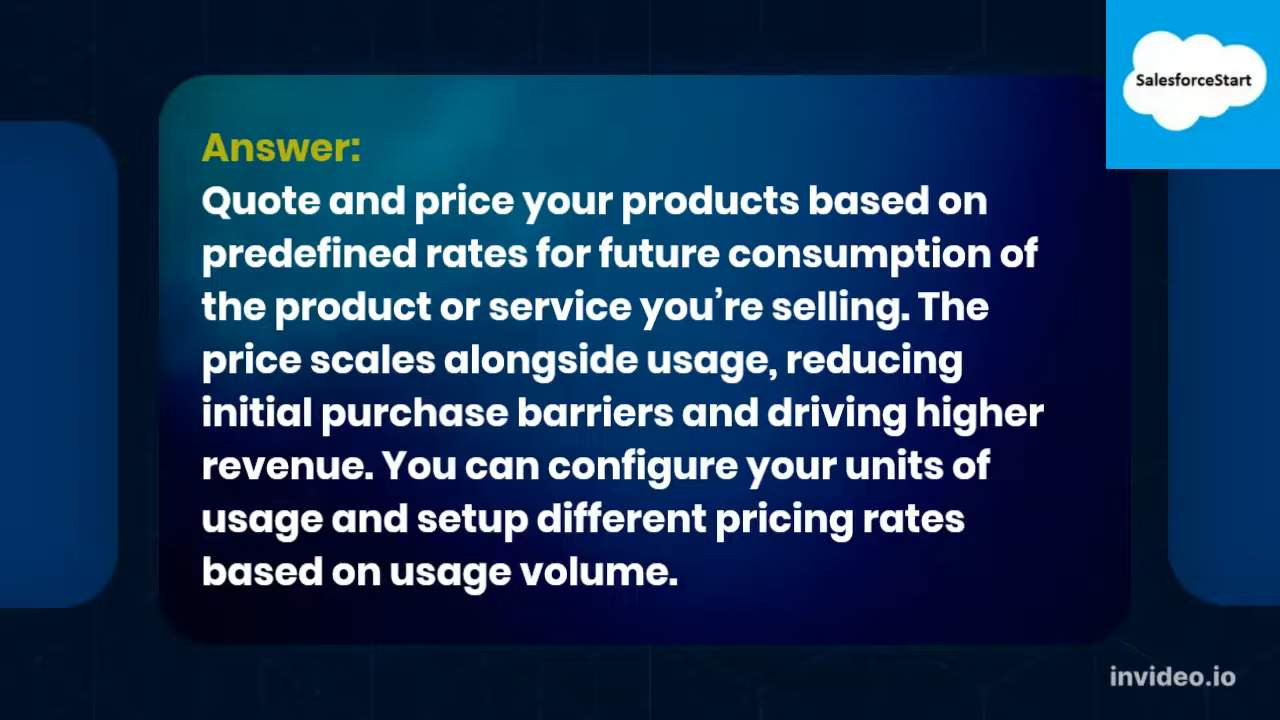 SalesforceStart
Answer:
Quote and price your products based on
predefined rates for future consumption of
the product or service you’re selling. The
price scales alongside usage, reducing
initial purchase barriers and driving higher
revenue. You can configure your units of
usage and setup different pricing rates
based on usage volume.
invideo.io